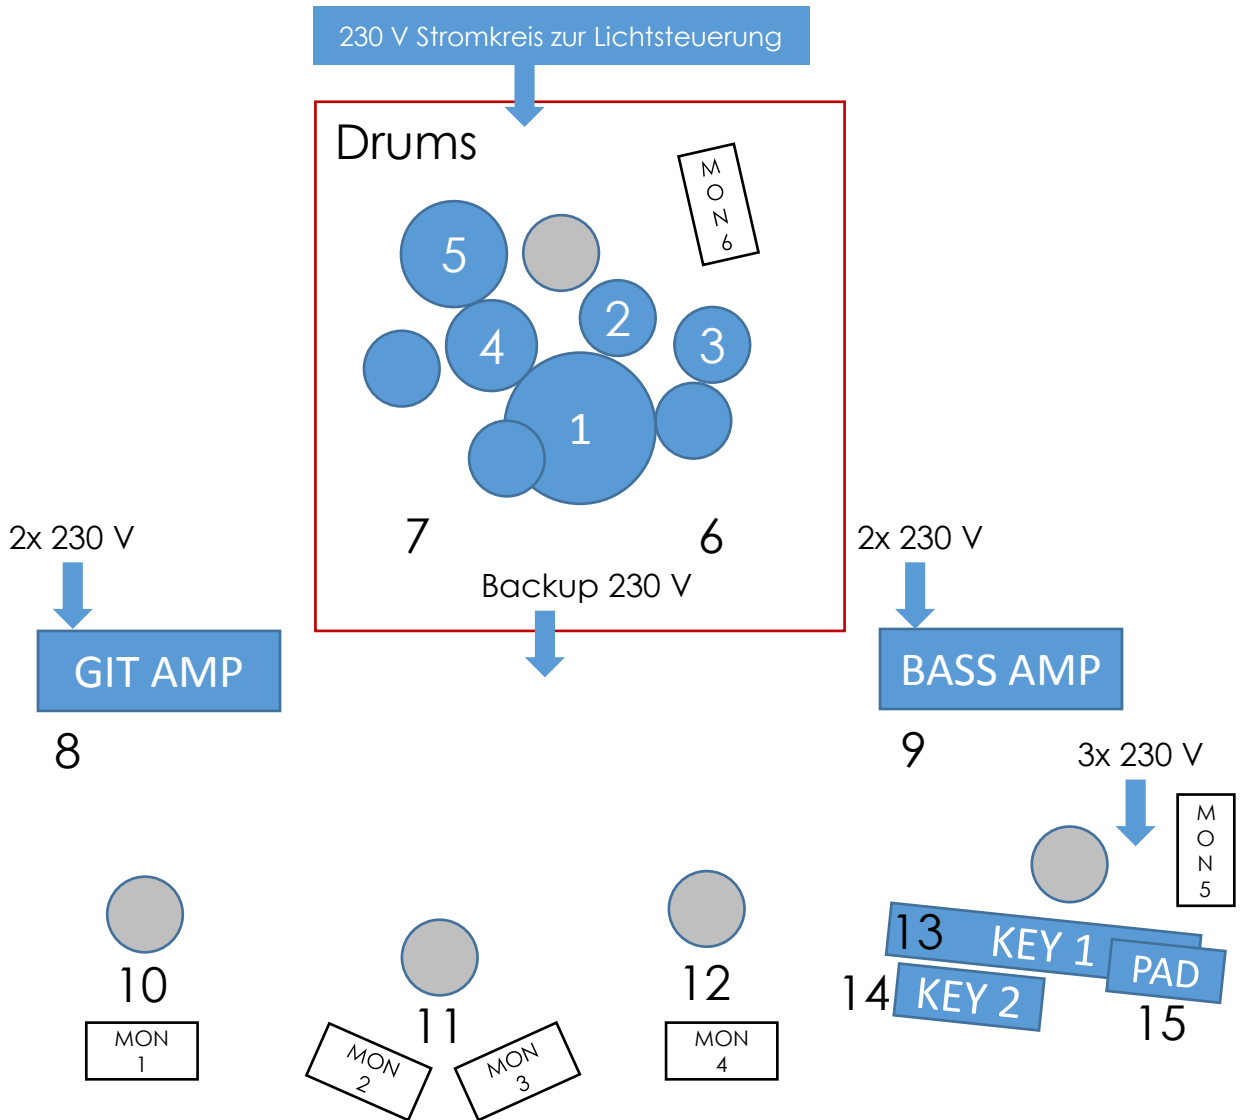 230 V Stromkreis zur Lichtsteuerung
Drums
MON 6
5
2
4
3
1
7
6
2x 230 V
2x 230 V
Backup 230 V
GIT AMP
BASS AMP
8
9
3x 230 V
MON 5
13
KEY 1
PAD
10
12
14
KEY 2
11
15
MON
1
MON
2
MON
3
MON
4